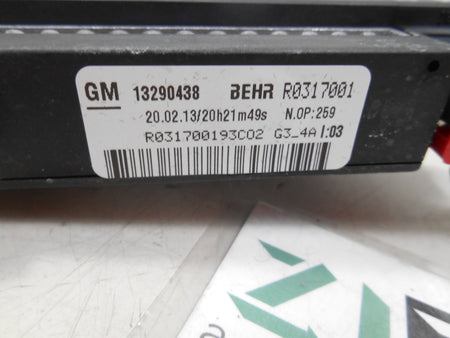 GM 13290438 BEHR R0317001
20.02.13/20h21m49s N.OP:259
R031700193C02 G3_4A I:03